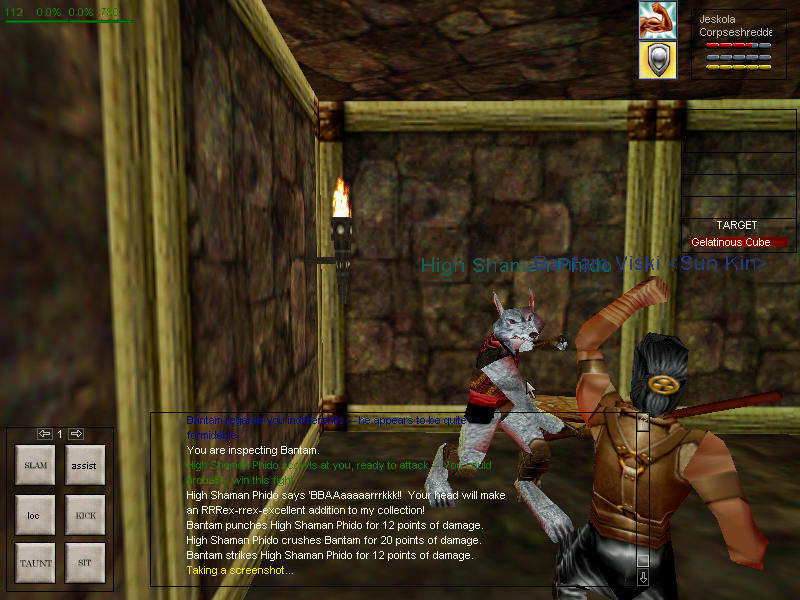 112 0.0% 0.0% 780
Jeskola
Corpseshredde
TARGET
Gelatinous Cube
High Shaman Phido
Bantam Viski <Sun Kin>
Bantam regards you indifferently -- he appears to be quite
formidable.
You are inspecting Bantam.
High Shaman Phido scowls at you, ready to attack -- You could
probably win this fight.
High Shaman Phido says 'BBAAaaaaarrrkkk!! Your head will make
an RRRex-rrex-excellent addition to my collection!
Bantam punches High Shaman Phido for 12 points of damage.
High Shaman Phido crushes Bantam for 20 points of damage.
Bantam strikes High Shaman Phido for 12 points of damage.
Taking a screenshot...
1
SLAM assist
loc KICK
TAUNT SIT